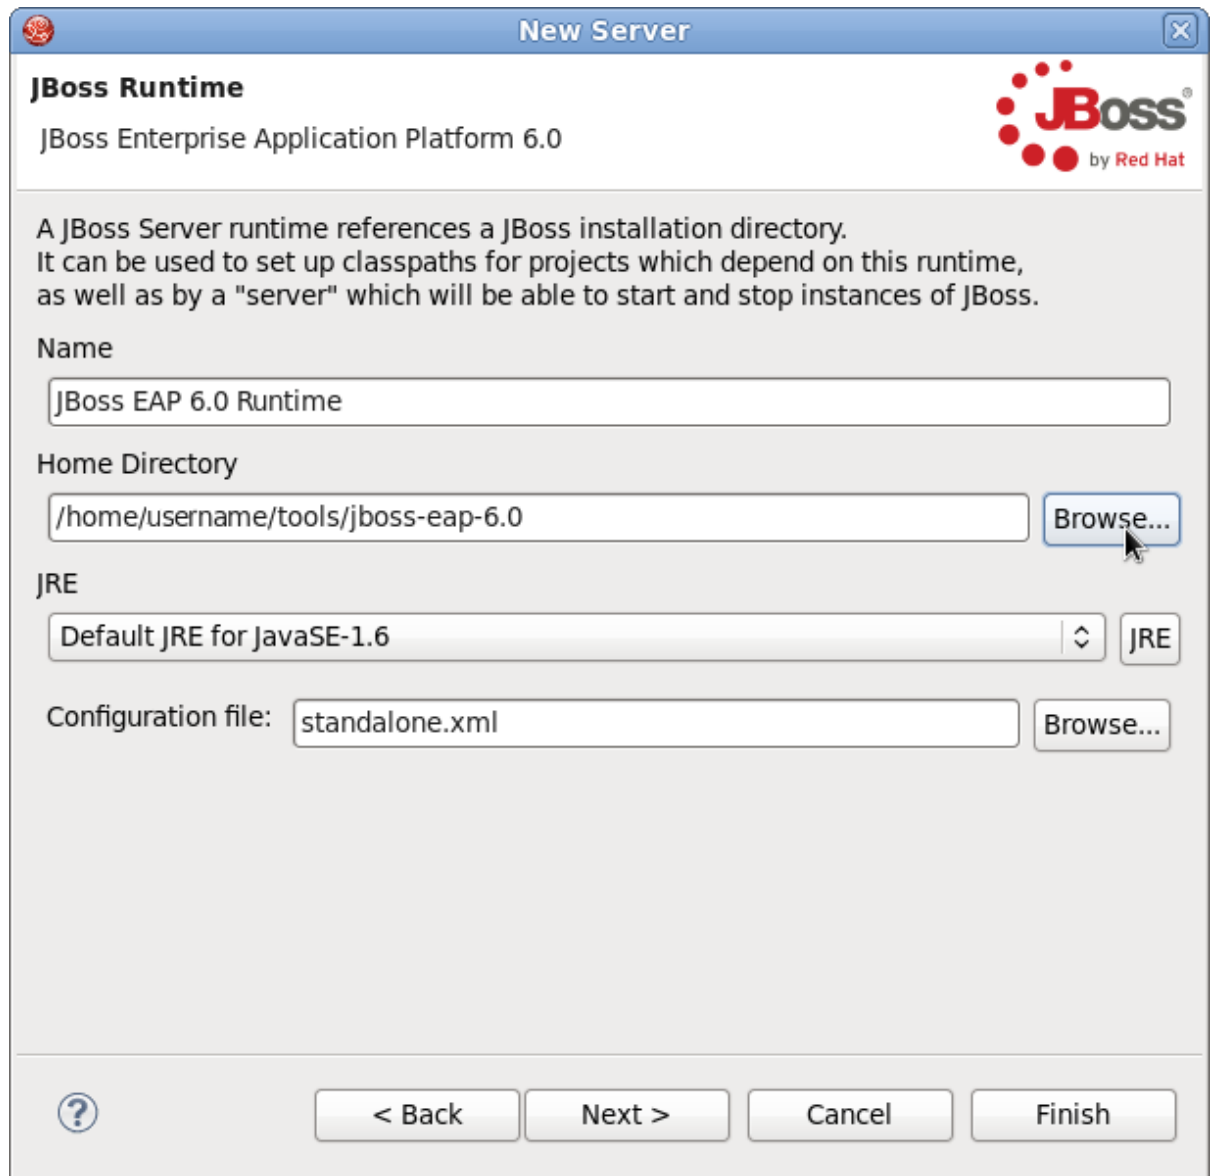 New Server
JBoss Runtime
JBoss Enterprise Application Platform 6.0
JBoss®
by Red Hat
A JBoss Server runtime references a JBoss installation directory.
It can be used to set up classpaths for projects which depend on this runtime,
as well as by a "server" which will be able to start and stop instances of JBoss.
Name
JBoss EAP 6.0 Runtime
Home Directory
/home/username/tools/jboss-eap-6.0 Browse...
JRE
Default JRE for JavaSE-1.6 JRE
Configuration file: standalone.xml Browse...
? < Back Next > Cancel Finish